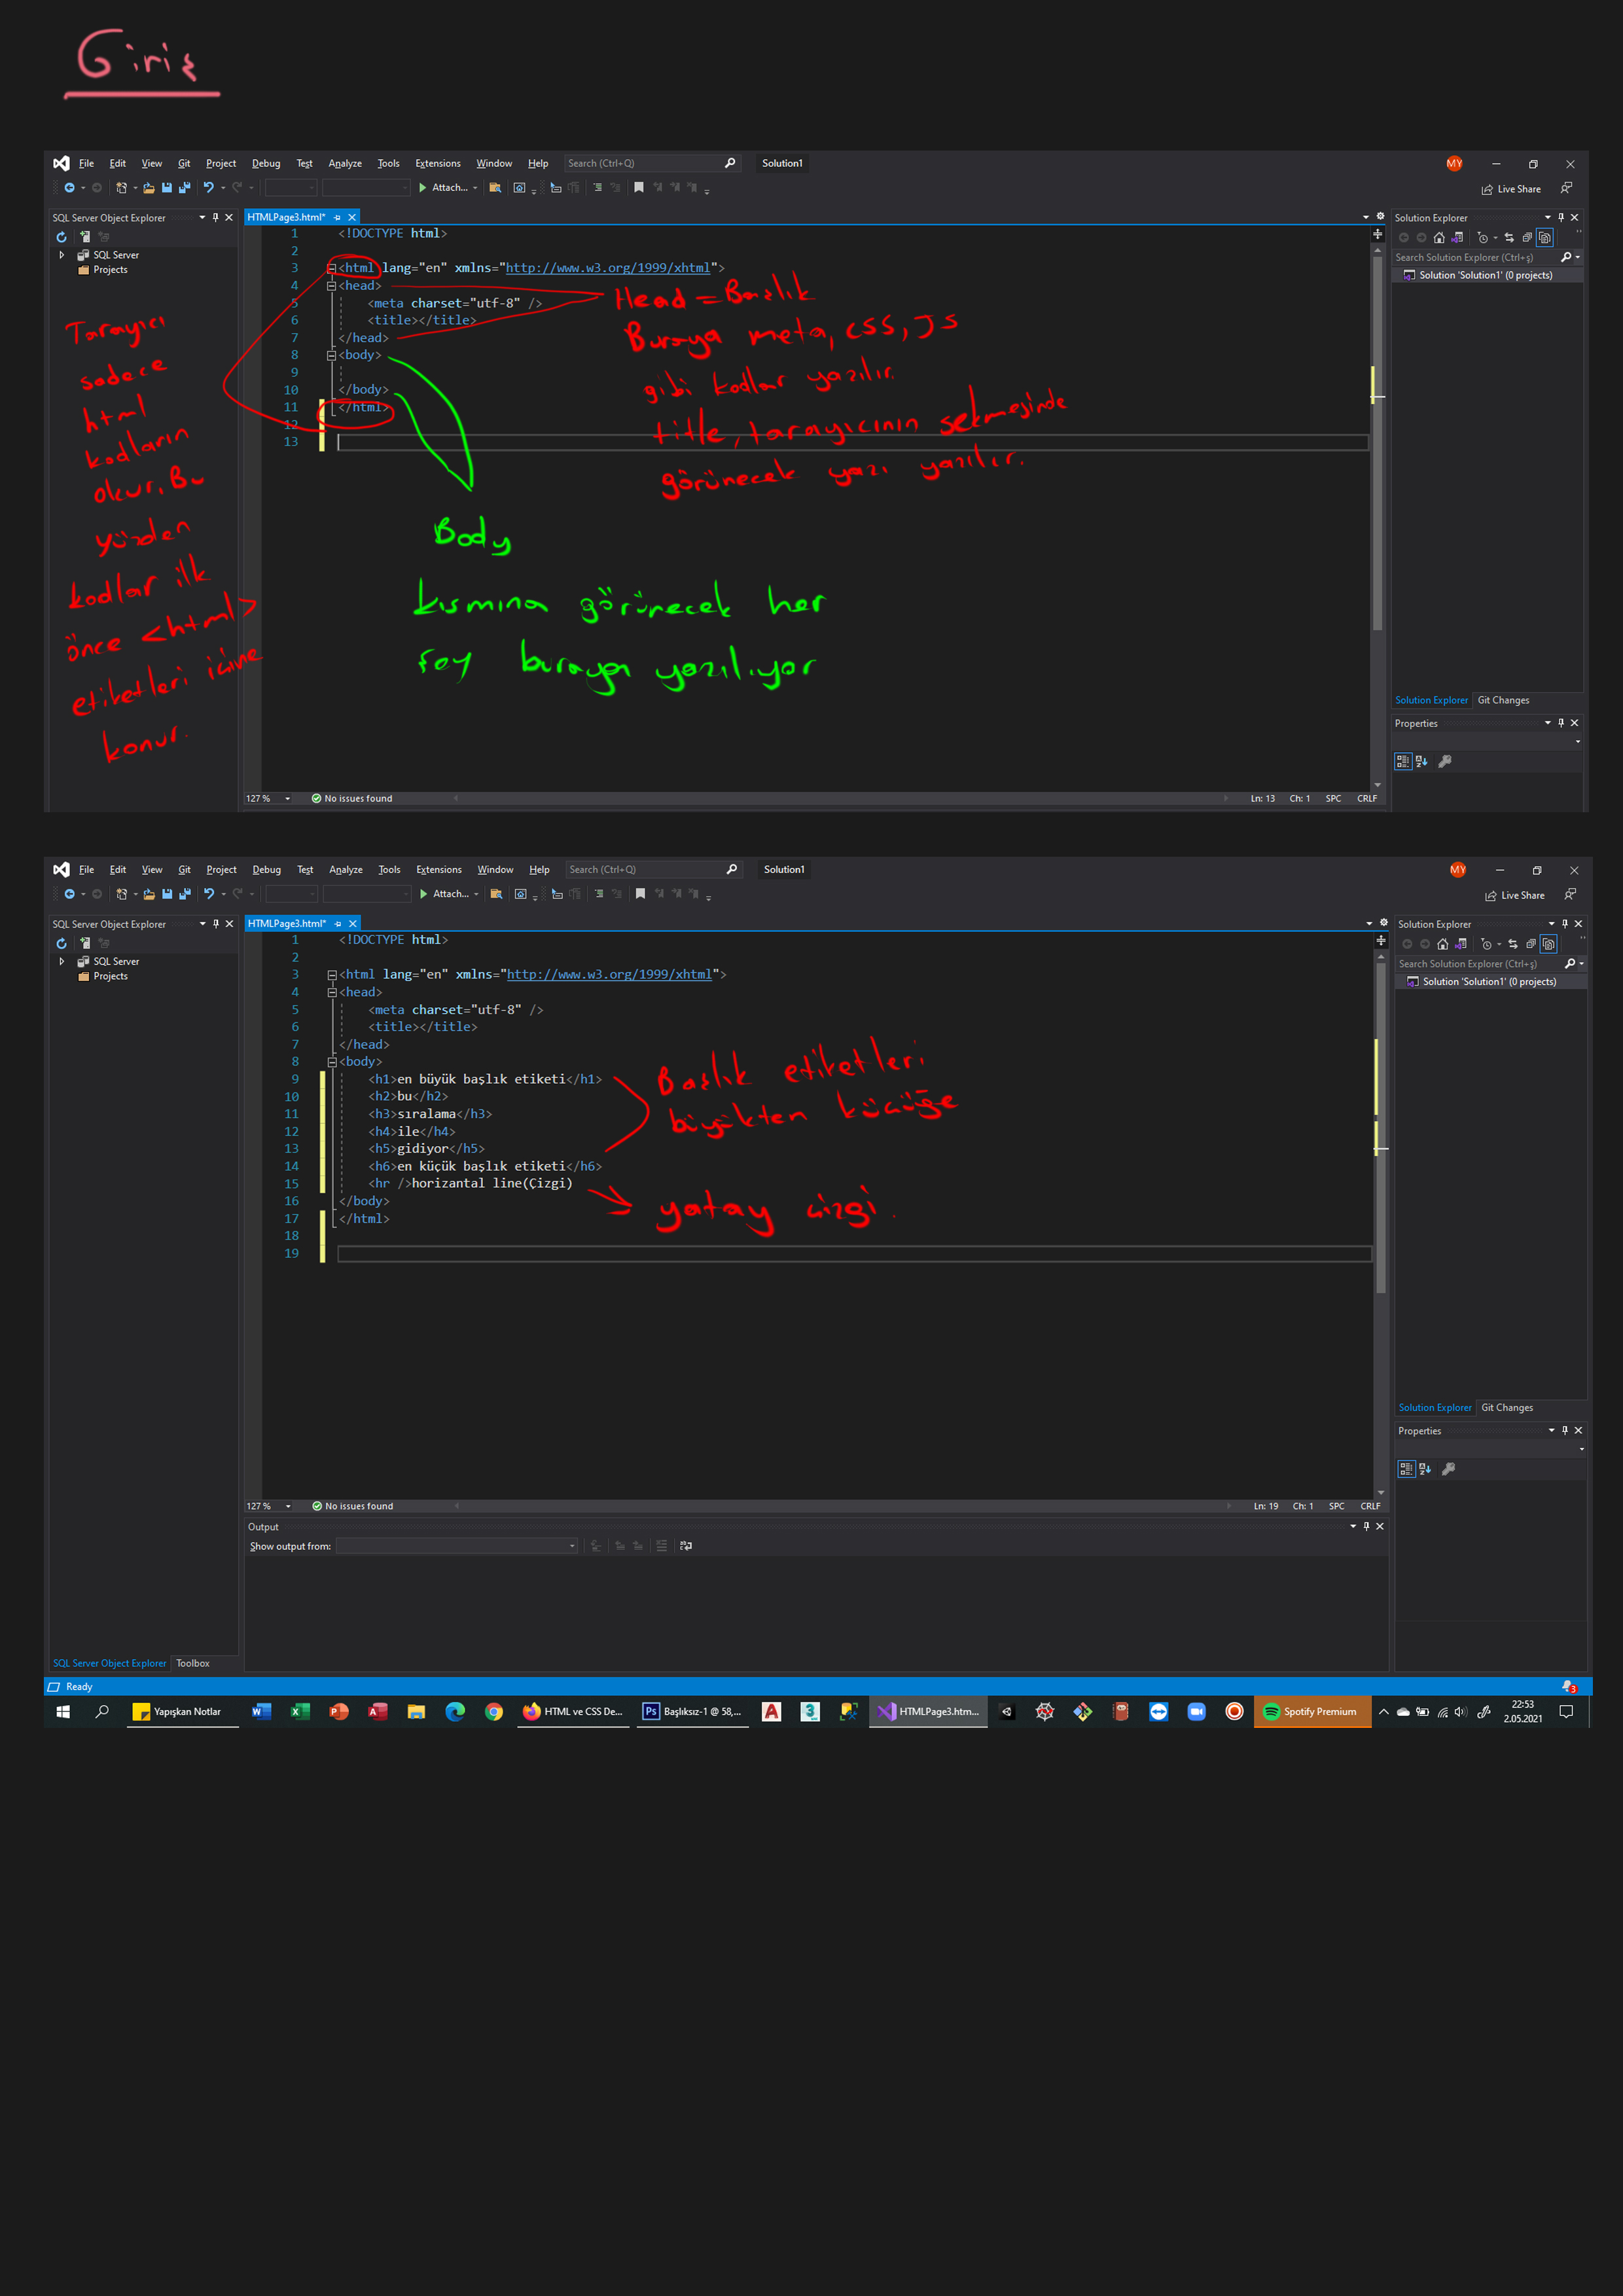 Giriş
File Edit View Git Project Debug Test Analyze Tools Extensions Window Help Search (Ctrl+Q) Solution1 MY
Attach... Live Share
SQL Server Object Explorer
SQL Server
Projects
HTMLPage3.html*
1 <!DOCTYPE html>
2
3 <html lang="en" xmlns="http://www.w3.org/1999/xhtml">
4 <head>
5 <meta charset="utf-8" />
6 <title></title>
7 </head>
8 <body>
9
10 </body>
11 </html>
12
13
Tarayıcı
sadece
html
kodların
okur. Bu
yüzden
kodlar ilk
önce <html>
etiketleri içine
konur.
Head = Başlık
Buraya meta, css, js
gibi kodlar yazılır.
title, tarayıcının sekmesinde
görünecek yazı yazılır.
Body
kısmına görünecek her
şey buraya yazılıyor
Solution Explorer
Search Solution Explorer (Ctrl+ş)
Solution 'Solution1' (0 projects)
Solution Explorer Git Changes
Properties
127 % No issues found Ln: 13 Ch: 1 SPC CRLF
File Edit View Git Project Debug Test Analyze Tools Extensions Window Help Search (Ctrl+Q) Solution1 MY
Attach... Live Share
SQL Server Object Explorer
SQL Server
Projects
HTMLPage3.html*
1 <!DOCTYPE html>
2
3 <html lang="en" xmlns="http://www.w3.org/1999/xhtml">
4 <head>
5 <meta charset="utf-8" />
6 <title></title>
7 </head>
8 <body>
9 <h1>en büyük başlık etiketi</h1>
10 <h2>bu</h2>
11 <h3>sıralama</h3>
12 <h4>ile</h4>
13 <h5>gidiyor</h5>
14 <h6>en küçük başlık etiketi</h6>
15 <hr />horizantal line(Çizgi)
16 </body>
17 </html>
18
19
Başlık etiketleri
büyükten küçüğe
yatay çizgi.
Solution Explorer
Search Solution Explorer (Ctrl+ş)
Solution 'Solution1' (0 projects)
Solution Explorer Git Changes
Properties
127 % No issues found Ln: 19 Ch: 1 SPC CRLF
Output
Show output from:
SQL Server Object Explorer Toolbox
Ready 3
Yapışkan Notlar HTML ve CSS De... Ps Başlıksız-1 @ 58,... HTMLPage3.htm... Spotify Premium 22:53
2.05.2021